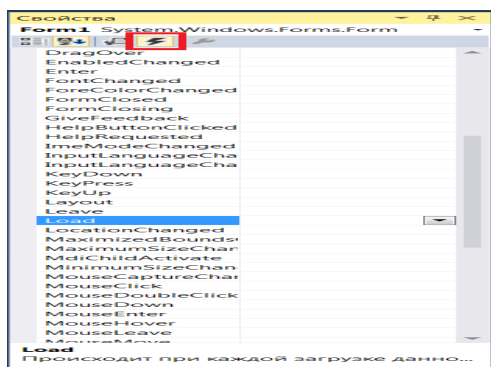 Свойства
Form1 System.Windows.Forms.Form
DragOver
EnabledChanged
Enter
FontChanged
ForeColorChanged
FormClosed
FormClosing
GiveFeedback
HelpButtonClicked
HelpRequested
ImeModeChanged
InputLanguageCha
InputLanguageCha
KeyDown
KeyPress
KeyUp
Layout
Leave
Load
LocationChanged
MaximizedBounds
MaximumSizeChan
MdiChildActivate
MinimumSizeChan
MouseCaptureChan
MouseClick
MouseDoubleClick
MouseDown
MouseEnter
MouseHover
MouseLeave
MouseMove
Load
Происходит при каждой загрузке данно...